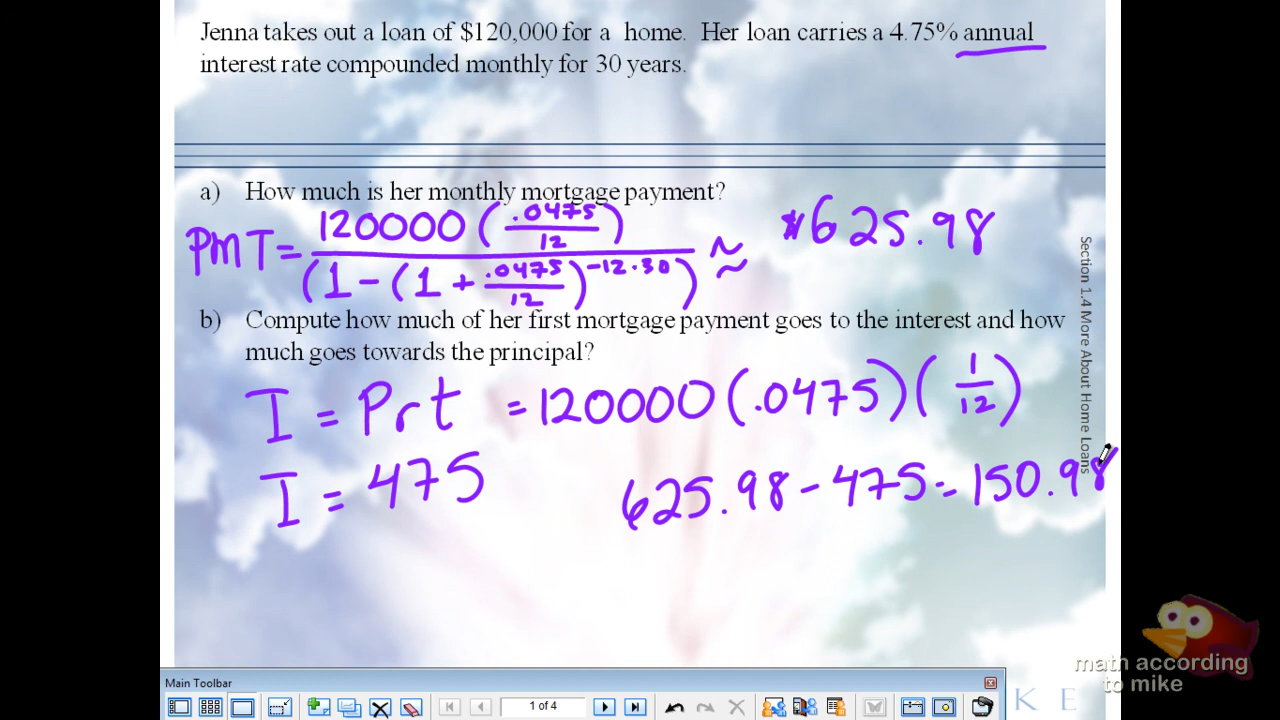 Jenna takes out a loan of $120,000 for a home. Her loan carries a 4.75% annual
interest rate compounded monthly for 30 years.
a) How much is her monthly mortgage payment?
PMT = 120000 (.0475/12) / (1 - (1 + .0475/12)^-12·30) ≈ $625.98
b) Compute how much of her first mortgage payment goes to the interest and how
much goes towards the principal?
I = Prt = 120000 (.0475) (1/12)
I = 475
625.98 - 475 = 150.98
Section 1.4 More About Home Loans
math according
to mike
Main Toolbar
1 of 4
K E